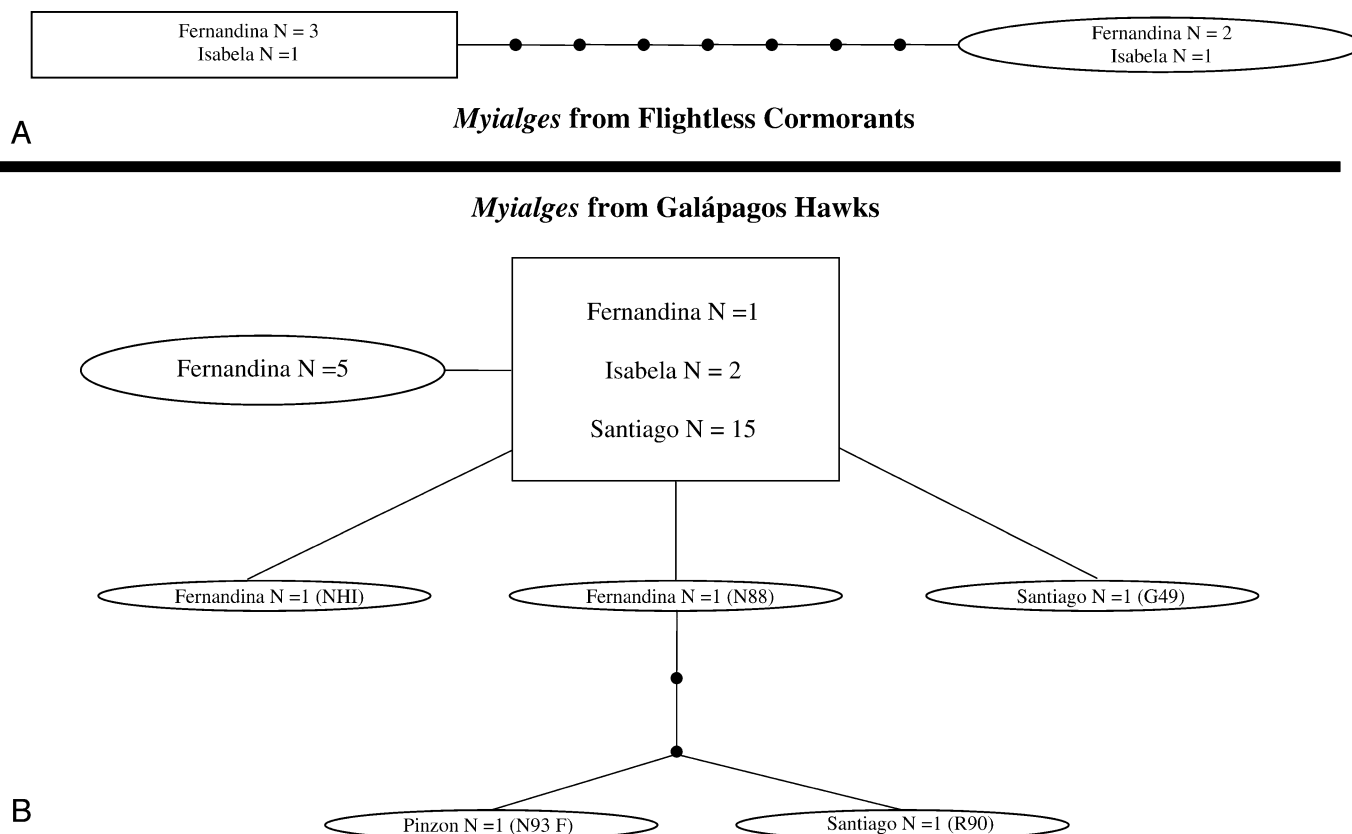 Fernandina N = 3
Isabela N =1
Fernandina N = 2
Isabela N =1
A
Myialges from Flightless Cormorants
Myialges from Galápagos Hawks
Fernandina N =1
Isabela N = 2
Santiago N = 15
Fernandina N =5
Fernandina N =1 (NHI)
Fernandina N =1 (N88)
Santiago N =1 (G49)
B
Pinzon N =1 (N93 F)
Santiago N =1 (R90)